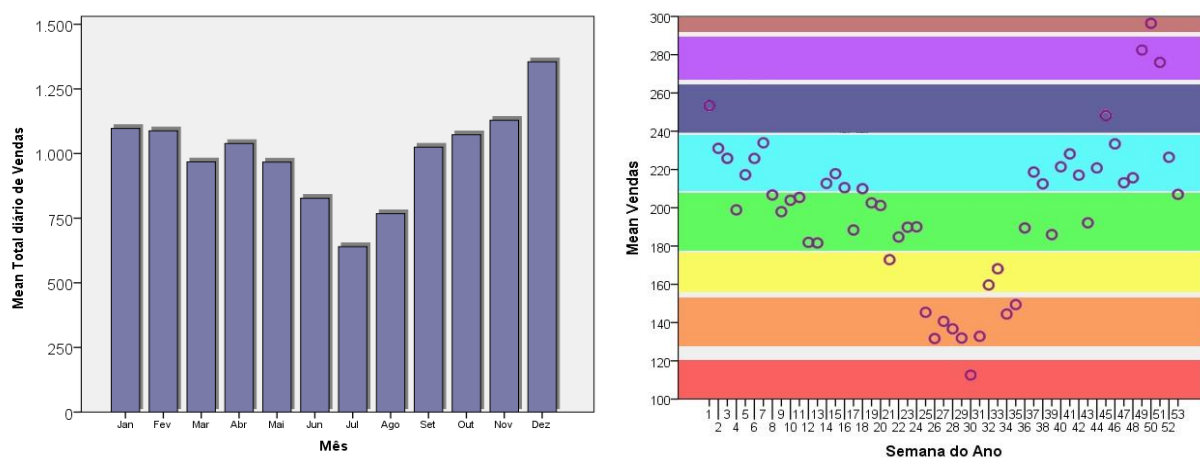 1.500
1.250
1.000
750
500
250
0
Mean Total diário de Vendas
Jan Fev Mar Abr Mai Jun Jul Ago Set Out Nov Dez
Mês
300
280
260
240
220
200
180
160
140
120
100
Mean Vendas
1 3 5 7 9 11 13 15 17 19 21 23 25 27 29 31 33 35 37 39 41 43 45 47 49 51 53
2 4 6 8 10 12 14 16 18 20 22 24 26 28 30 32 34 36 38 40 42 44 46 48 50 52
Semana do Ano